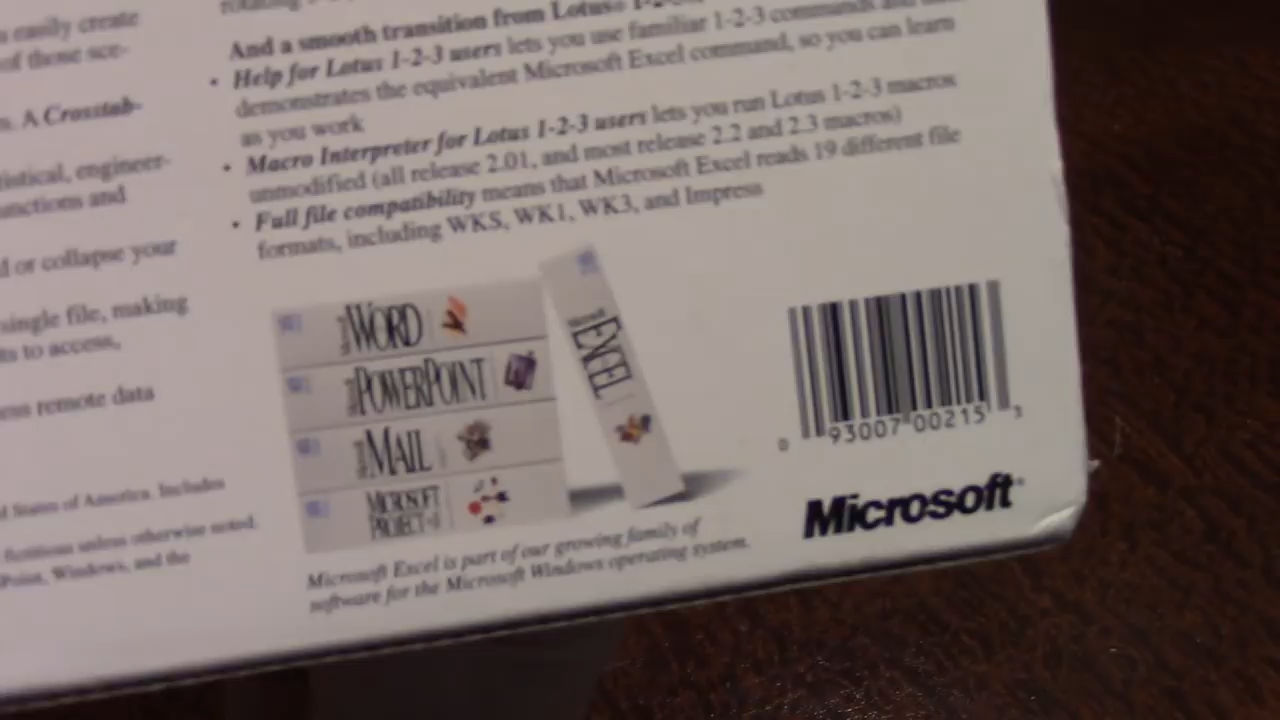 s easily create
of those sce-
s. A Crosstab-
tistical, engineer-
unctions and
d or collapse your
single file, making
ts to access,
ess remote data
d States of America. Includes
fictitious unless otherwise noted.
Point, Windows, and the
And a smooth transition from Lotus® 1-2-
• Help for Lotus 1-2-3 users lets you use familiar 1-2-3 commands and
demonstrates the equivalent Microsoft Excel command, so you can learn
as you work
• Macro Interpreter for Lotus 1-2-3 users lets you run Lotus 1-2-3 macros
unmodified (all release 2.01, and most release 2.2 and 2.3 macros)
• Full file compatibility means that Microsoft Excel reads 19 different file
formats, including WKS, WK1, WK3, and Impress
WORD
POWERPOINT
MAIL
MICROSOFT
PROJECT
EXCEL
Microsoft Excel is part of our growing family of
software for the Microsoft Windows operating system.
0 93007 00215 3
Microsoft